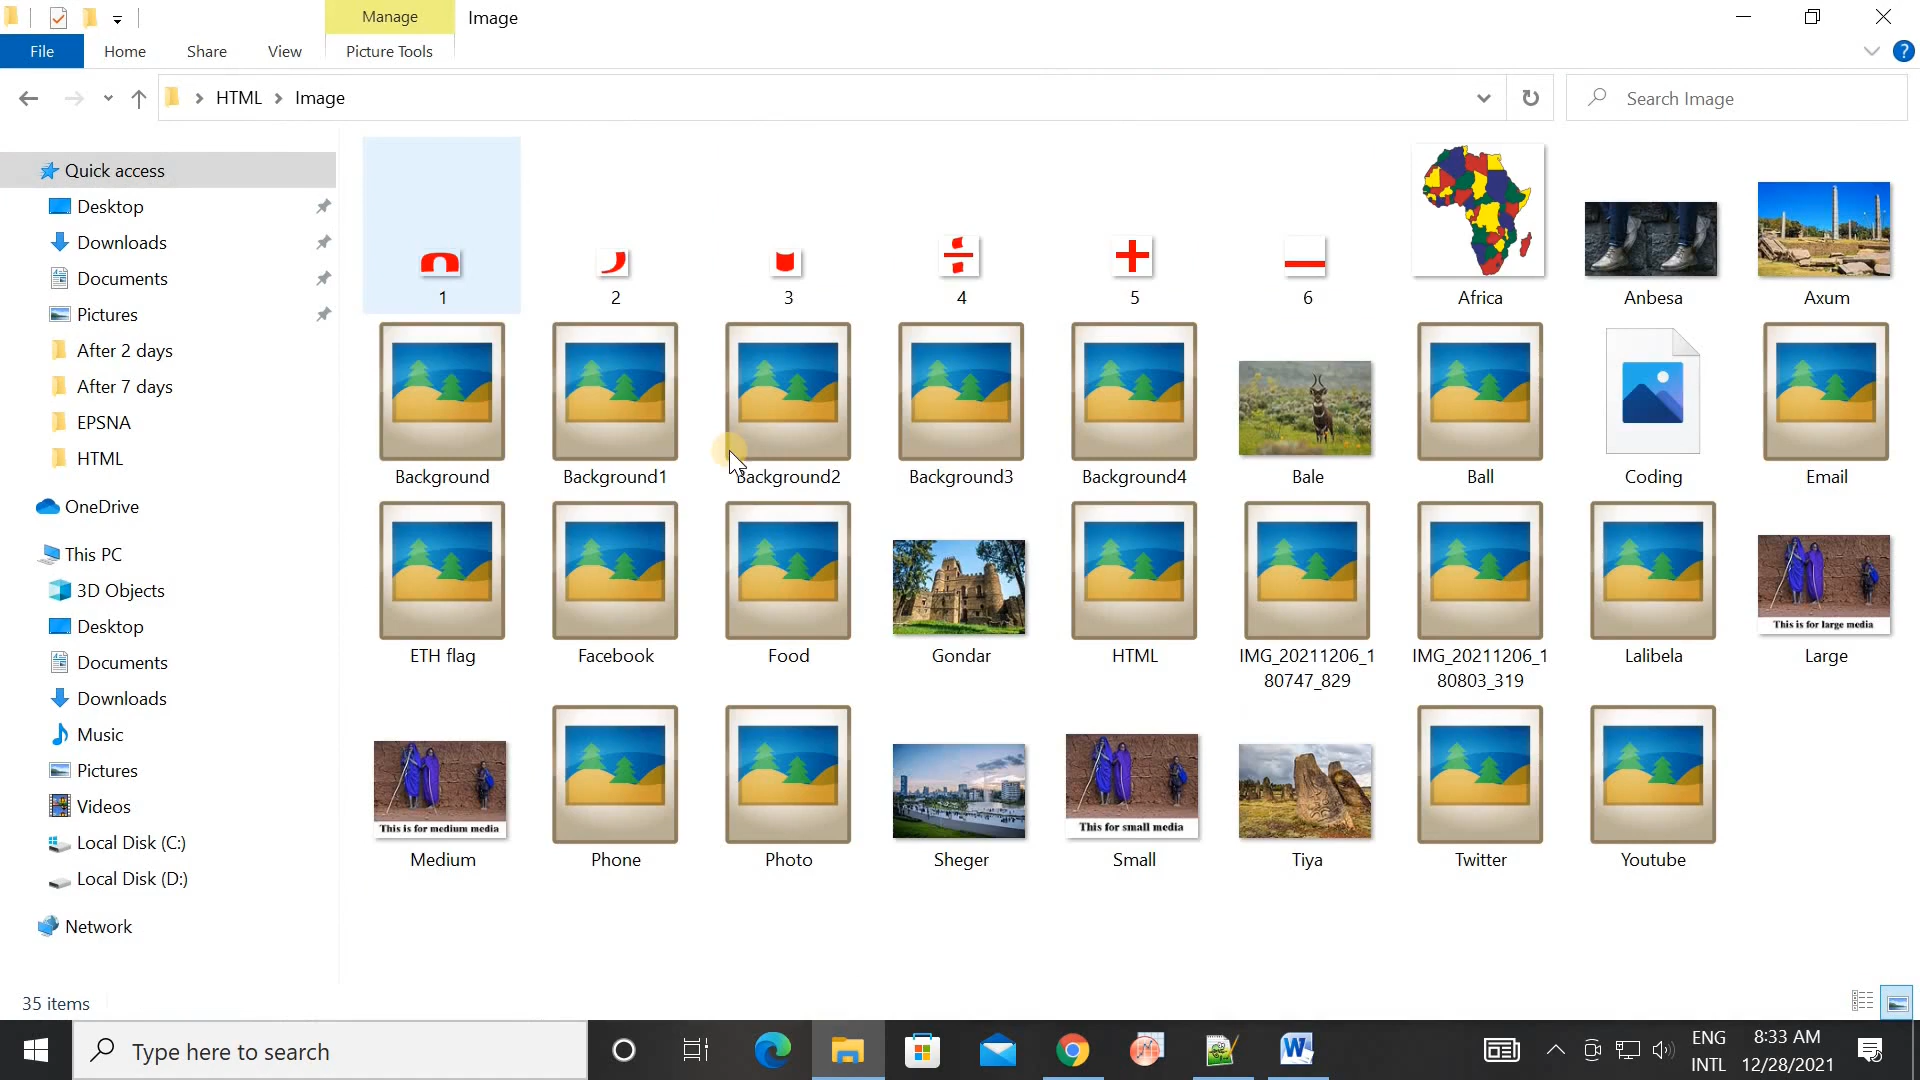 Manage
Image
File
Home
Share
View
Picture Tools
HTML
Image
Search Image
Quick access
Desktop
Downloads
Documents
Pictures
After 2 days
After 7 days
EPSNA
HTML
OneDrive
This PC
3D Objects
Desktop
Documents
Downloads
Music
Pictures
Videos
Local Disk (C:)
Local Disk (D:)
Network
1
2
3
4
5
6
Africa
Anbesa
Axum
Background
Background1
Background2
Background3
Background4
Bale
Ball
Coding
Email
This is for large media
ETH flag
Facebook
Food
Gondar
HTML
IMG_20211206_1
80747_829
IMG_20211206_1
80803_319
Lalibela
Large
This is for medium media
This for small media
Medium
Phone
Photo
Sheger
Small
Tiya
Twitter
Youtube
35 items
Type here to search
ENG
INTL
8:33 AM
12/28/2021